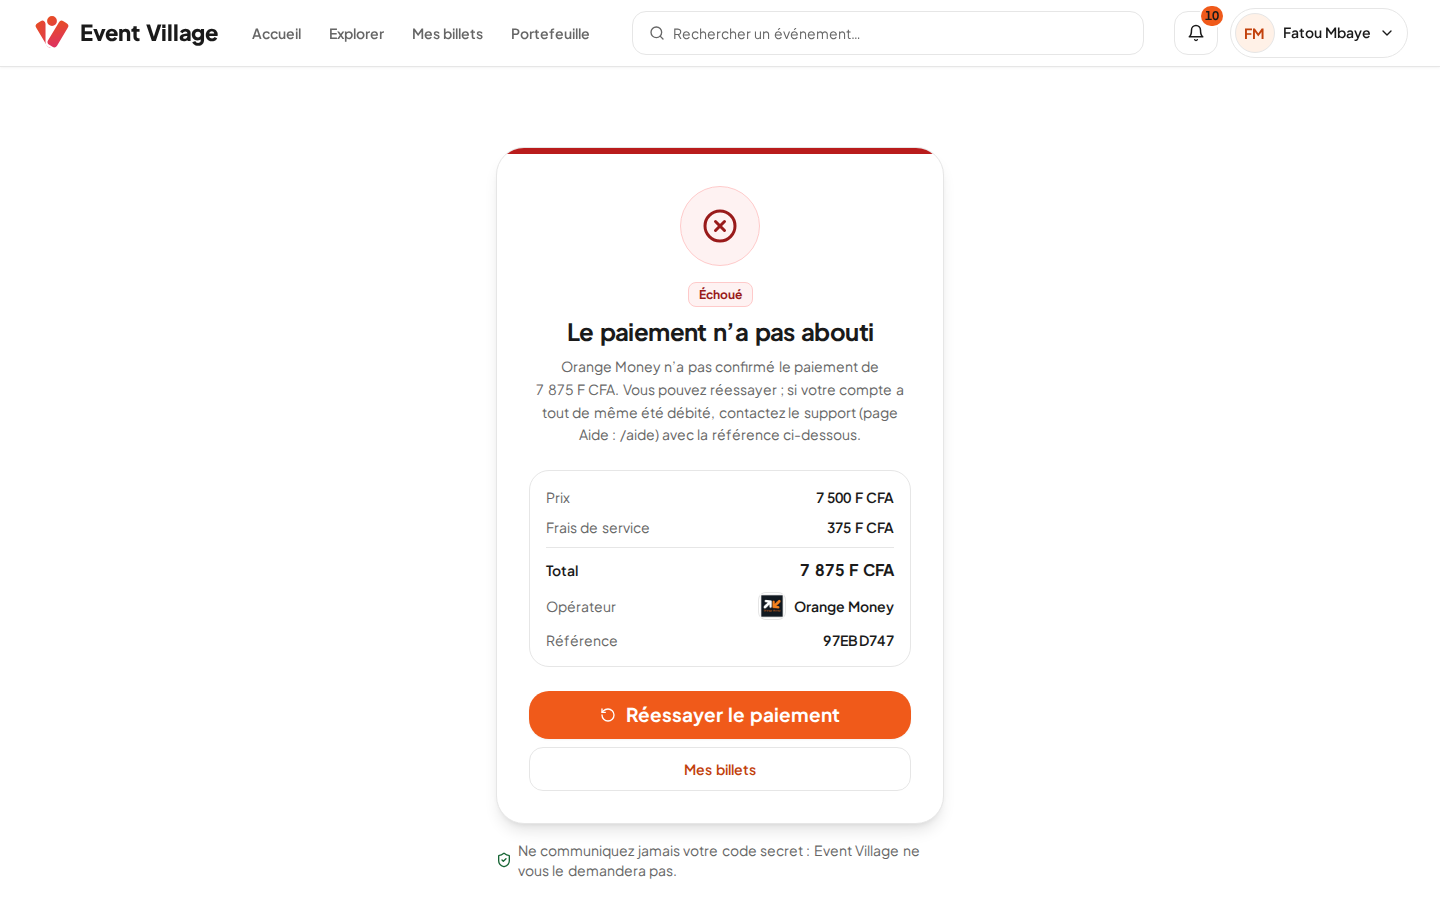 Event Village
Accueil
Explorer
Mes billets
Portefeuille
Rechercher un événement…
10
FM
Fatou Mbaye
Échoué
Le paiement n’a pas abouti
Orange Money n’a pas confirmé le paiement de
7 875 F CFA. Vous pouvez réessayer ; si votre compte a
tout de même été débité, contactez le support (page
Aide : /aide) avec la référence ci-dessous.
Prix 7 500 F CFA
Frais de service 375 F CFA
Total 7 875 F CFA
Opérateur Orange Money
Référence 97EBD747
Réessayer le paiement
Mes billets
Ne communiquez jamais votre code secret : Event Village ne
vous le demandera pas.